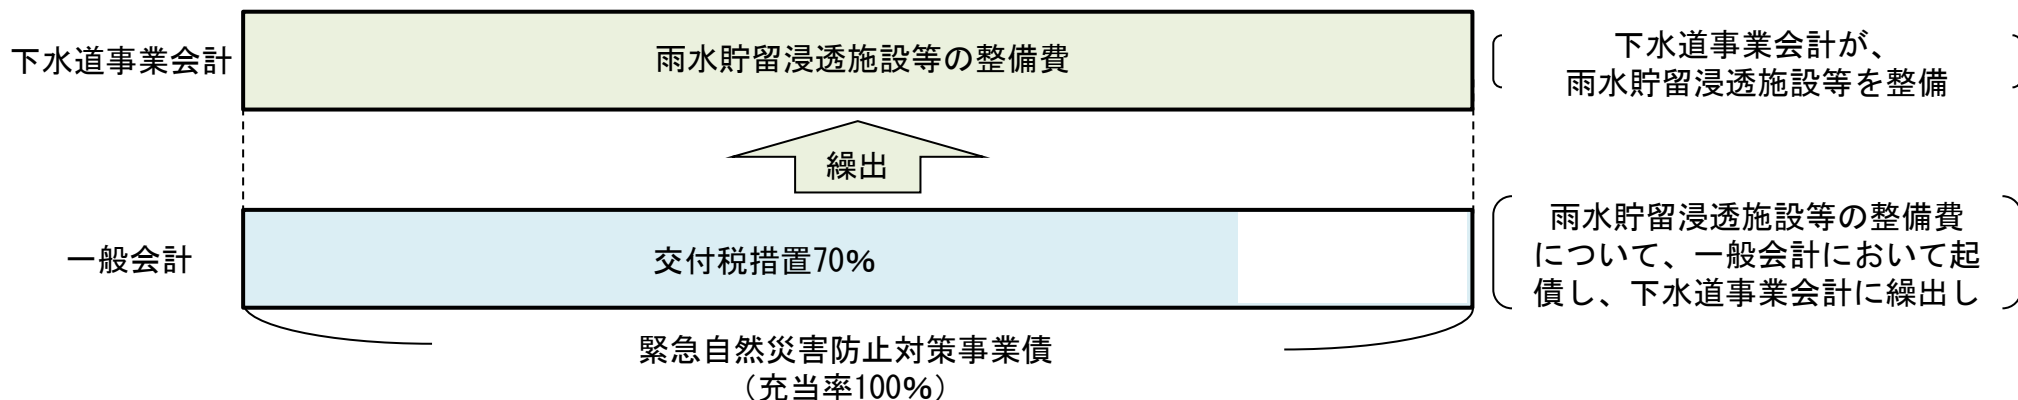 下水道事業会計
雨水貯留浸透施設等の整備費
下水道事業会計が、
雨水貯留浸透施設等を整備
繰出
一般会計
交付税措置70%
雨水貯留浸透施設等の整備費
について、一般会計において起
債し、下水道事業会計に繰出し
緊急自然災害防止対策事業債
（充当率100%）